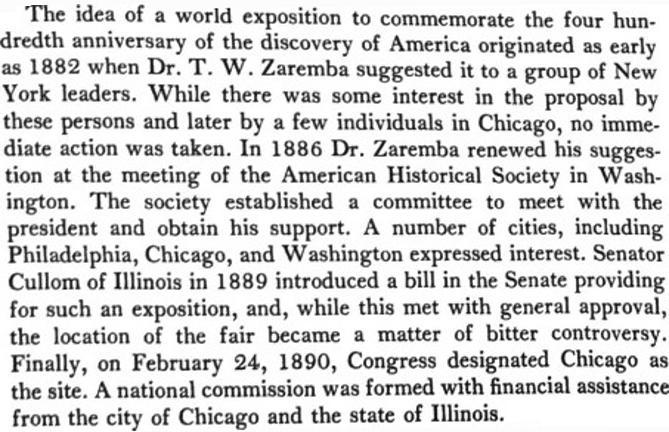 The idea of a world exposition to commemorate the four hun-
dredth anniversary of the discovery of America originated as early
as 1882 when Dr. T. W. Zaremba suggested it to a group of New
York leaders. While there was some interest in the proposal by
these persons and later by a few individuals in Chicago, no imme-
diate action was taken. In 1886 Dr. Zaremba renewed his sugges-
tion at the meeting of the American Historical Society in Wash-
ington. The society established a committee to meet with the
president and obtain his support. A number of cities, including
Philadelphia, Chicago, and Washington expressed interest. Senator
Cullom of Illinois in 1889 introduced a bill in the Senate providing
for such an exposition, and, while this met with general approval,
the location of the fair became a matter of bitter controversy.
Finally, on February 24, 1890, Congress designated Chicago as
the site. A national commission was formed with financial assistance
from the city of Chicago and the state of Illinois.